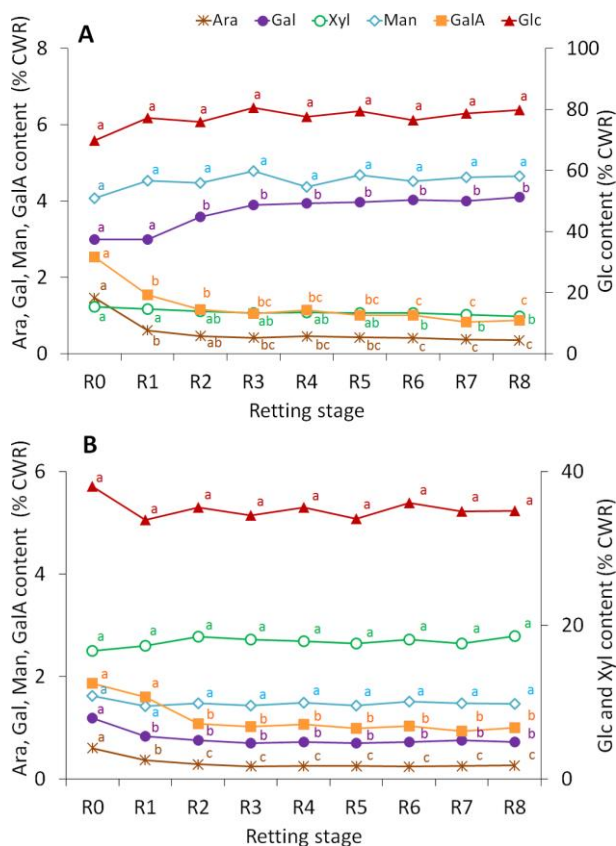 A
Ara Gal Xyl Man GalA Glc
Ara, Gal, Man, GalA content (% CWR)
Glc content (% CWR)
8
6
4
2
0
100
80
60
40
20
0
a a a a a a a a a
a a a a a a a a a
a a b b b b b b b
a b b bc bc bc c c c
a a ab ab ab ab b b b
a b ab bc bc bc c c c
R0 R1 R2 R3 R4 R5 R6 R7 R8
Retting stage
B
Ara, Gal, Man, GalA content (% CWR)
Glc and Xyl content (% CWR)
6
4
2
0
40
20
0
a a a a a a a a a
a a a a a a a a a
a a b b b b b b b
a a a a a a a a a
a b b b b b b b b
a b c c c c c c c
R0 R1 R2 R3 R4 R5 R6 R7 R8
Retting stage